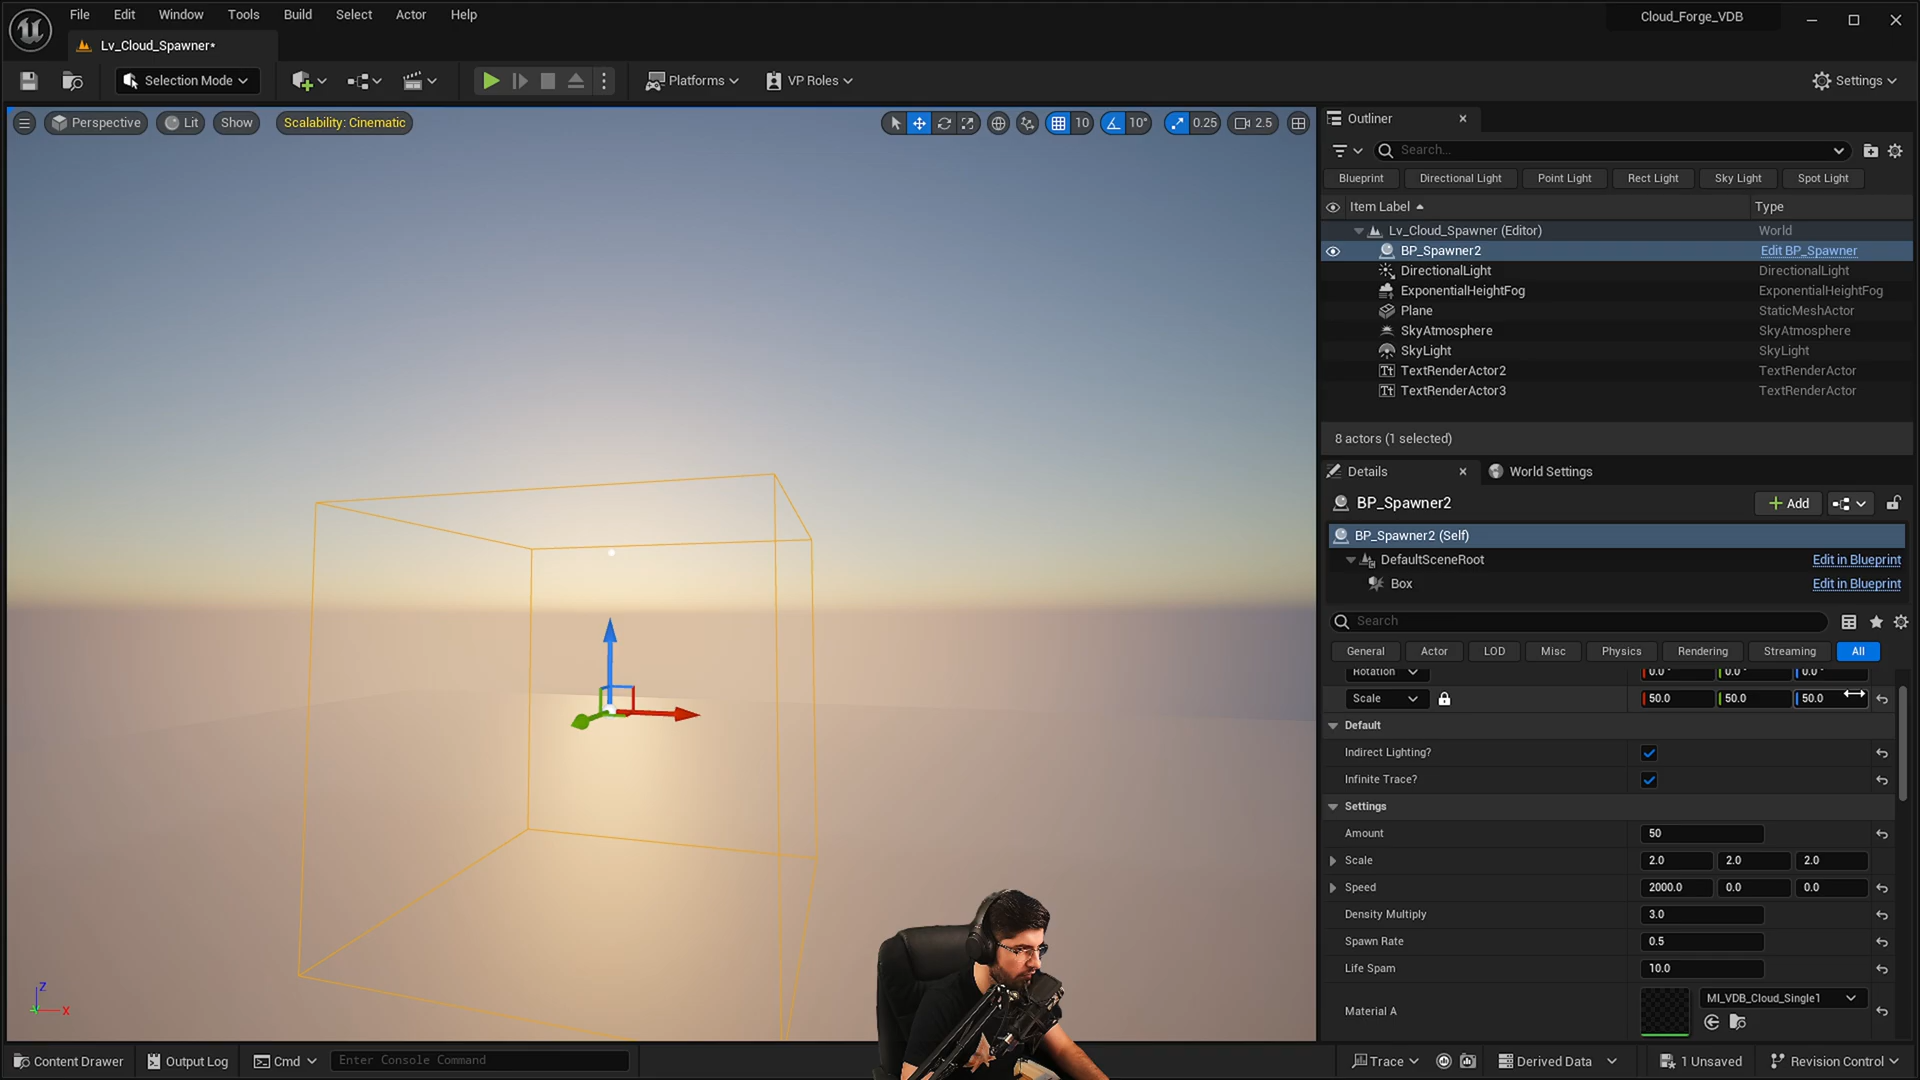 File Edit Window Tools Build Select Actor Help
Cloud_Forge_VDB
Lv_Cloud_Spawner*
Selection Mode
Platforms
VP Roles
Settings
Perspective
Lit
Show
Scalability: Cinematic
10
10°
0.25
2.5
Outliner
Search...
Blueprint
Directional Light
Point Light
Rect Light
Sky Light
Spot Light
Item Label
Type
Lv_Cloud_Spawner (Editor)
World
BP_Spawner2
Edit BP_Spawner
DirectionalLight
DirectionalLight
ExponentialHeightFog
ExponentialHeightFog
Plane
StaticMeshActor
SkyAtmosphere
SkyAtmosphere
SkyLight
SkyLight
TextRenderActor2
TextRenderActor
TextRenderActor3
TextRenderActor
8 actors (1 selected)
Details
World Settings
BP_Spawner2
Add
BP_Spawner2 (Self)
DefaultSceneRoot
Edit in Blueprint
Box
Edit in Blueprint
Search
General
Actor
LOD
Misc
Physics
Rendering
Streaming
All
Rotation
0.0°
0.0°
0.0°
Scale
50.0
50.0
50.0
Default
Indirect Lighting?
Infinite Trace?
Settings
Amount
50
Scale
2.0
2.0
2.0
Speed
2000.0
0.0
0.0
Density Multiply
3.0
Spawn Rate
0.5
Life Spam
10.0
Material A
MI_VDB_Cloud_Single1
Z
X
Content Drawer
Output Log
Cmd
Enter Console Command
Trace
Derived Data
1 Unsaved
Revision Control